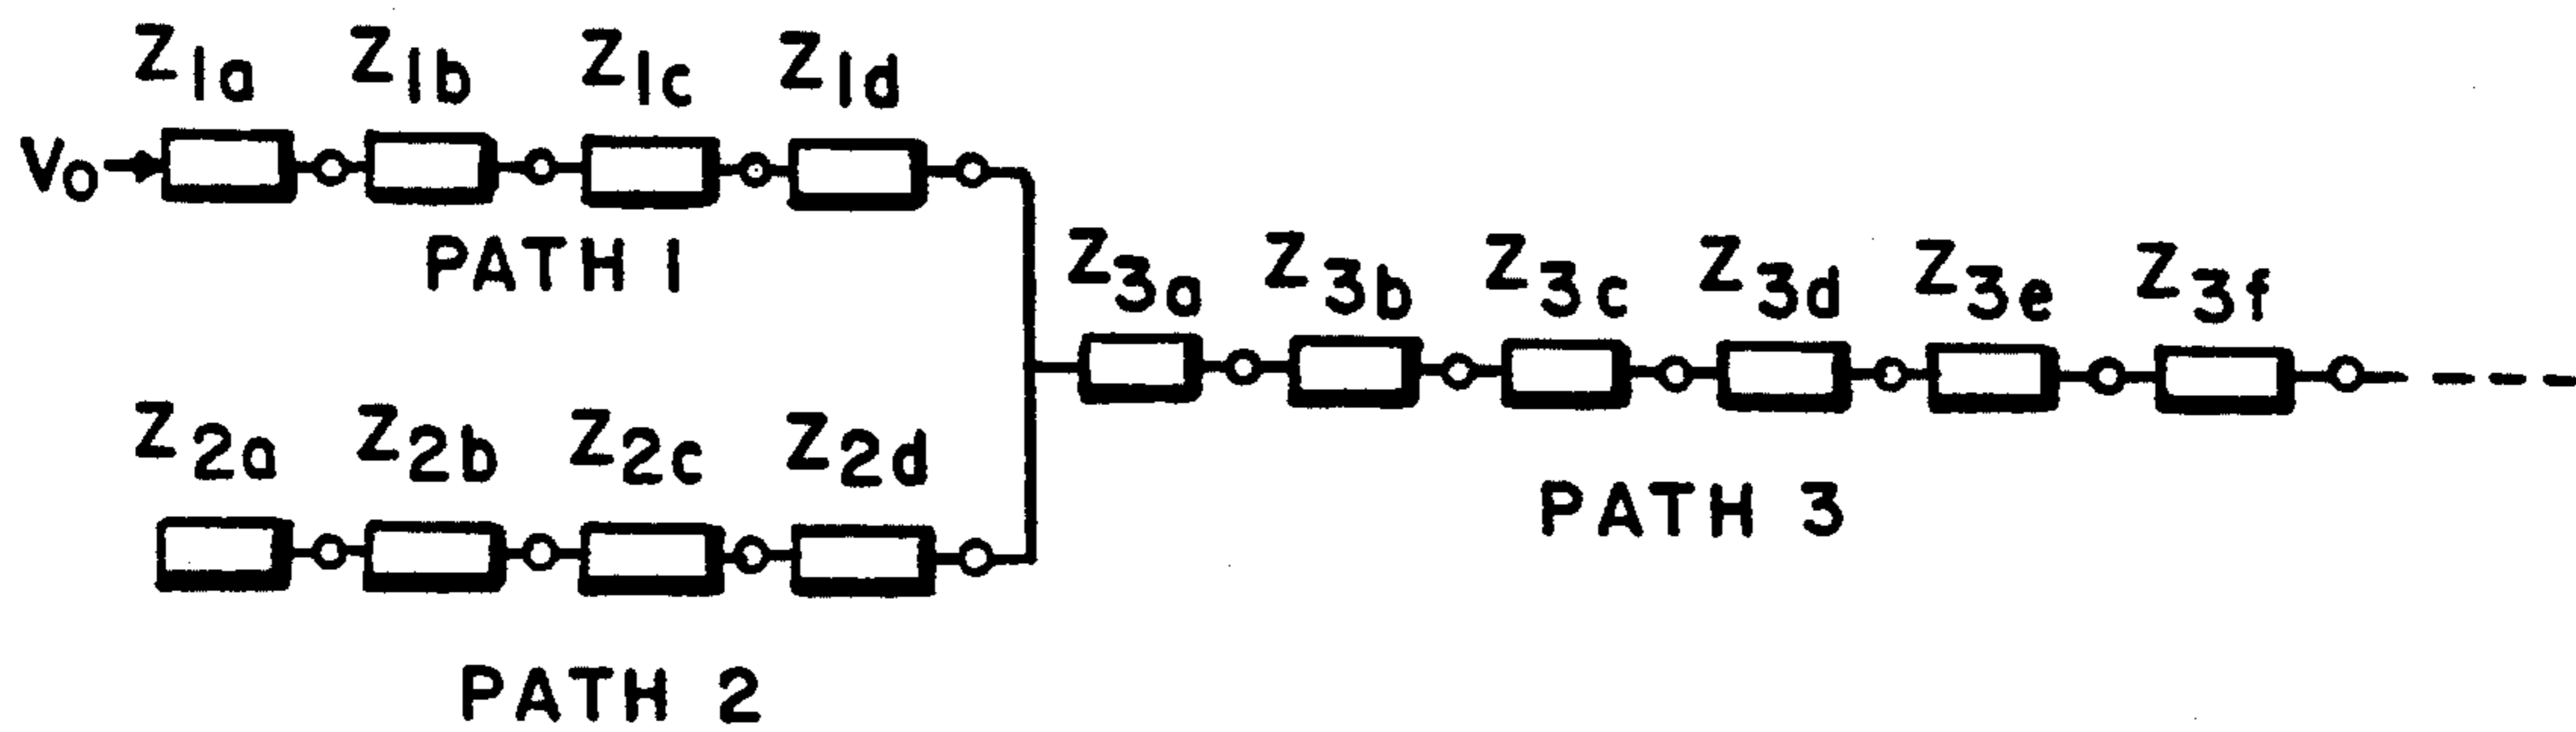 Z1a Z1b Z1c Z1d
V0
PATH 1
Z3a Z3b Z3c Z3d Z3e Z3f
Z2a Z2b Z2c Z2d
PATH 3
PATH 2